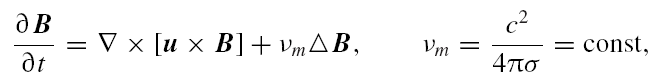 ∂B/∂t = ∇ × [u × B] + ν_m △B, ν_m = c²/4πσ = const,